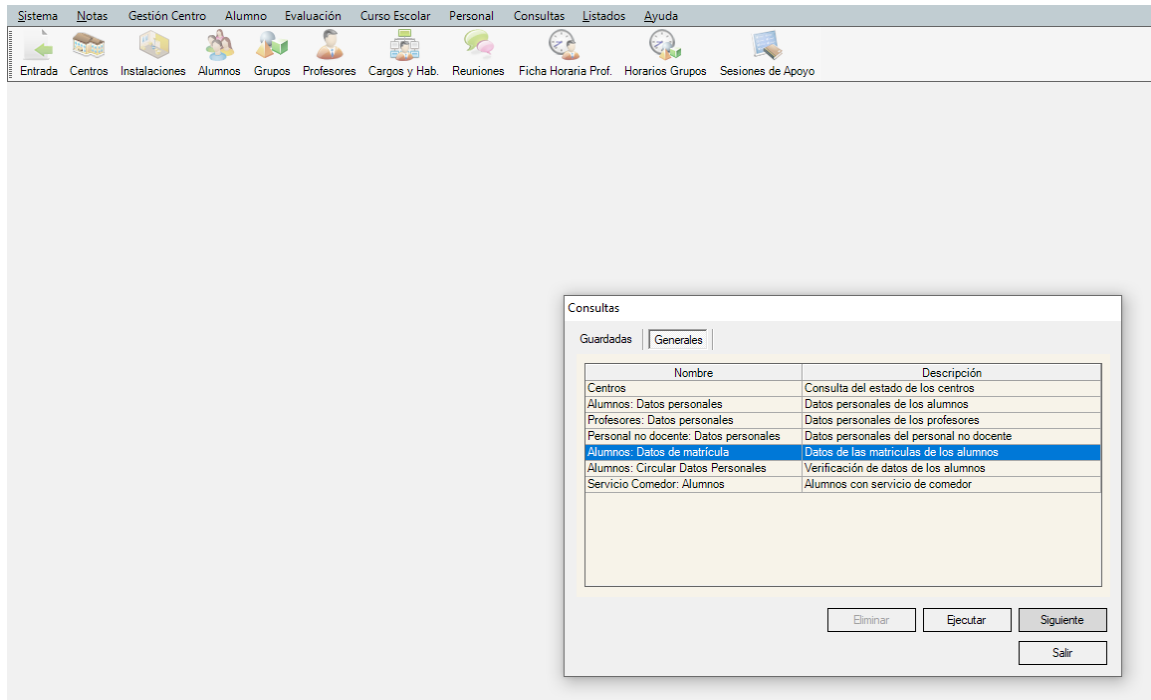 Sistema Notas Gestión Centro Alumno Evaluación Curso Escolar Personal Consultas Listados Ayuda
Entrada Centros Instalaciones Alumnos Grupos Profesores Cargos y Hab. Reuniones Ficha Horaria Prof. Horarios Grupos Sesiones de Apoyo
Consultas
Guardadas Generales
Nombre Descripción
Centros Consulta del estado de los centros
Alumnos: Datos personales Datos personales de los alumnos
Profesores: Datos personales Datos personales de los profesores
Personal no docente: Datos personales Datos personales del personal no docente
Alumnos: Datos de matrícula Datos de las matriculas de los alumnos
Alumnos: Circular Datos Personales Verificación de datos de los alumnos
Servicio Comedor: Alumnos Alumnos con servicio de comedor
Eliminar Ejecutar Siguiente
Salir